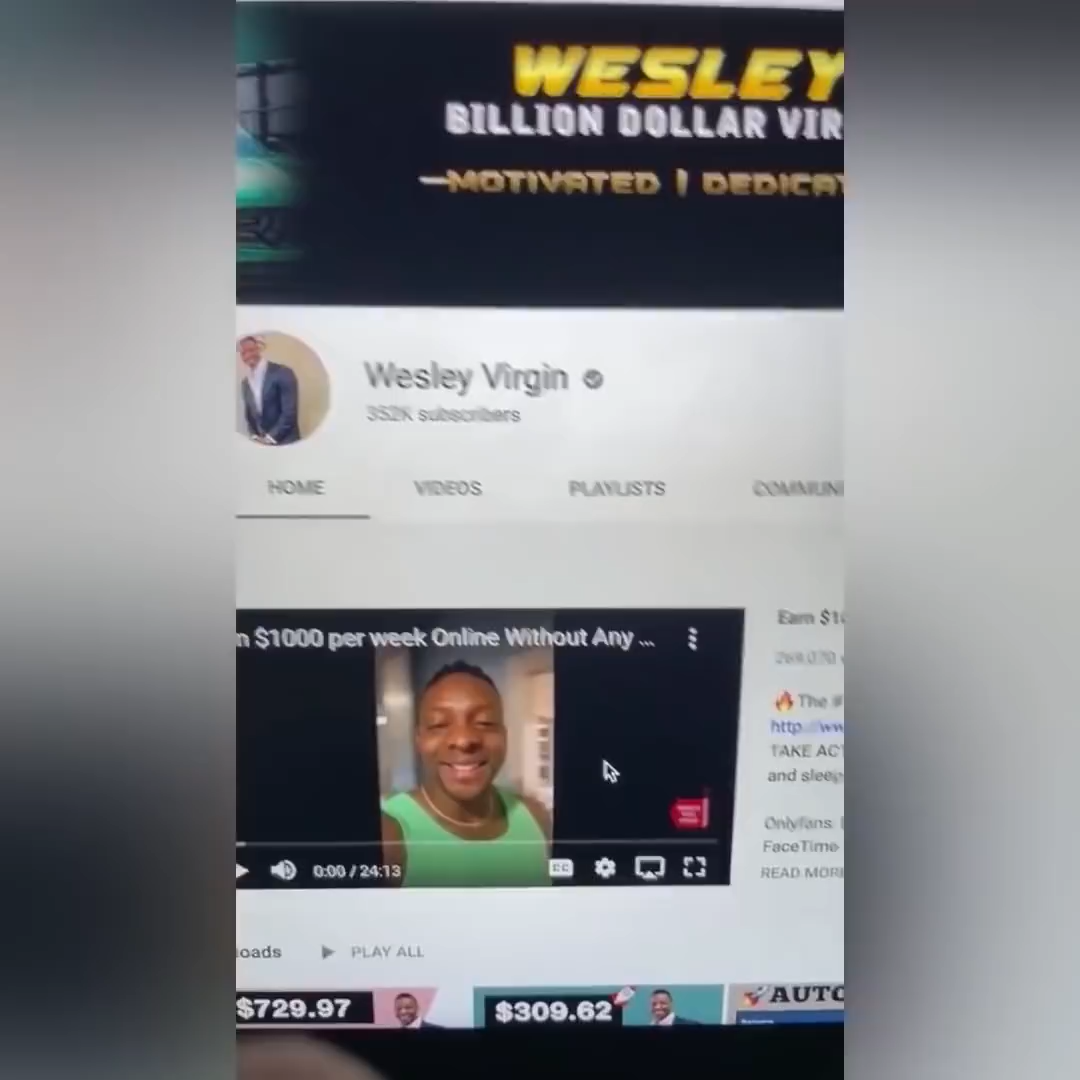 WESLEY
BILLION DOLLAR VIR
—MOTIVATED | DEDICAT
Wesley Virgin
352K subscribers
HOME VIDEOS PLAYLISTS COMMUN
n $1000 per week Online Without Any ...
Earn $10
🔥The #
http://ww
TAKE ACT
and sleep
Onlyfans:
FaceTime
READ MOR
0:00 / 24:13
CC
oads PLAY ALL
$729.97
$309.62
AUTO